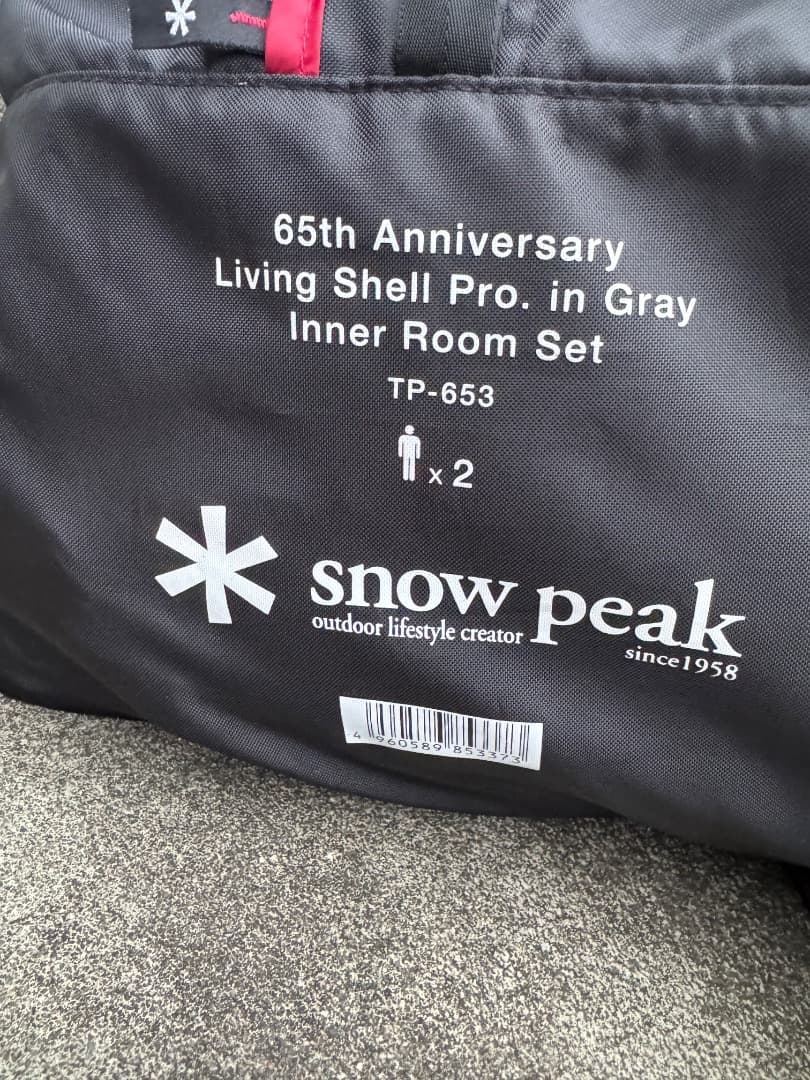 65th Anniversary
Living Shell Pro. in Gray
Inner Room Set
TP-653
x 2
snow peak
outdoor lifestyle creator
since1958
4 960589 853373